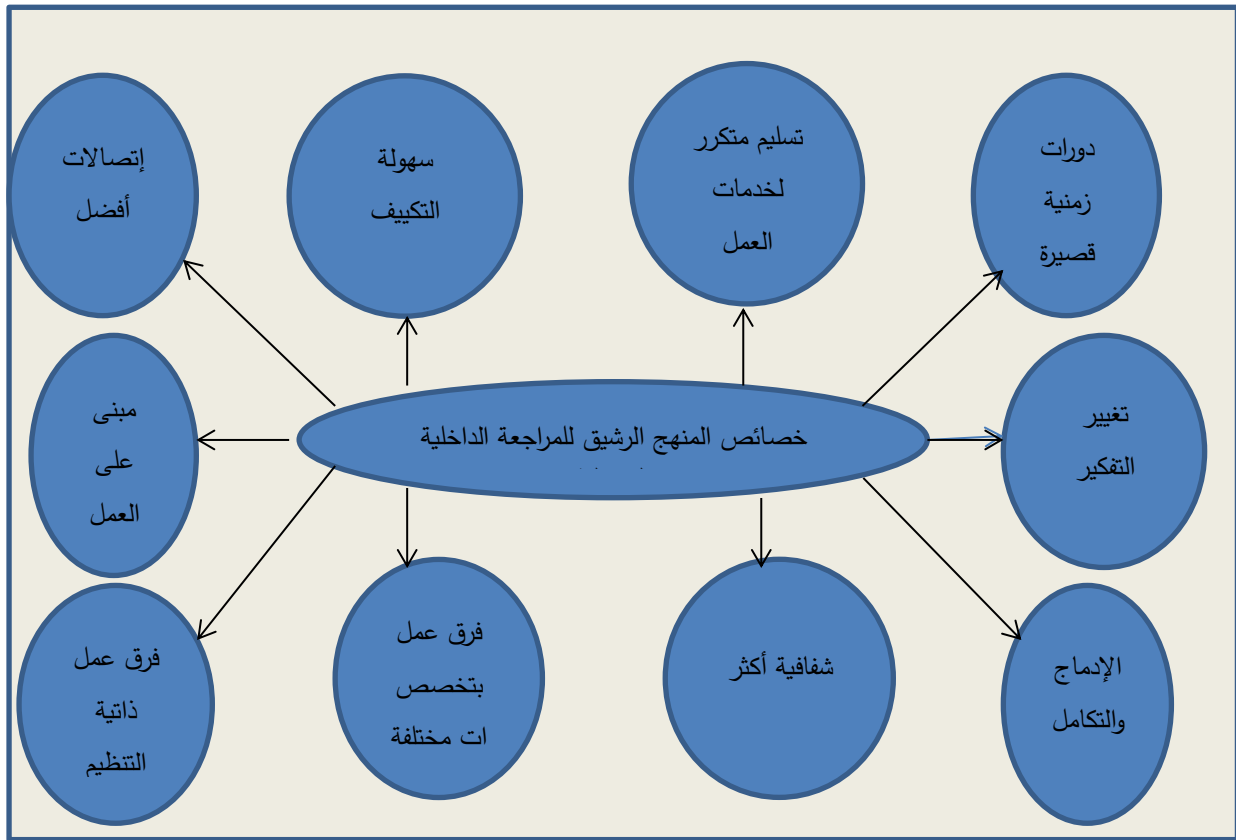 دورات
زمنية
قصيرة
تسليم متكرر
لخدمات
العمل
سهولة
التكييف
إتصالات
أفضل
تغيير
التفكير
خصائص المنهج الرشيق للمراجعة الداخلية
مبنى
على
العمل
الإدماج
والتكامل
شفافية أكثر
فرق عمل
بتخصص
ات مختلفة
فرق عمل
ذاتية
التنظيم